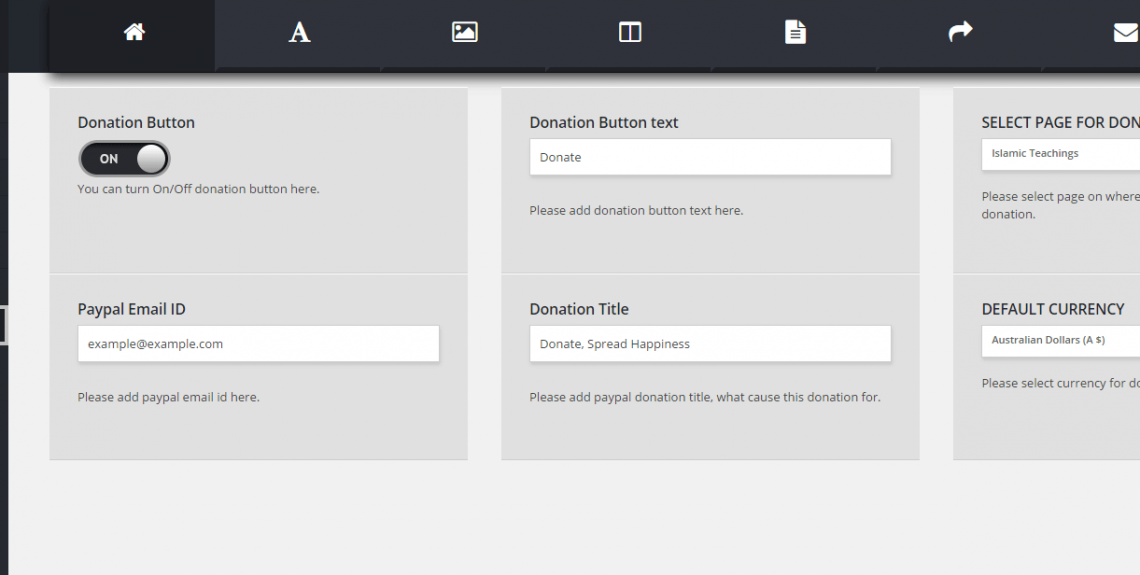 Donation Button
ON
You can turn On/Off donation button here.
Donation Button text
Donate
Please add donation button text here.
SELECT PAGE FOR DON
Islamic Teachings
Please select page on where
donation.
Paypal Email ID
example@example.com
Please add paypal email id here.
Donation Title
Donate, Spread Happiness
Please add paypal donation title, what cause this donation for.
DEFAULT CURRENCY
Australian Dollars (A $)
Please select currency for do